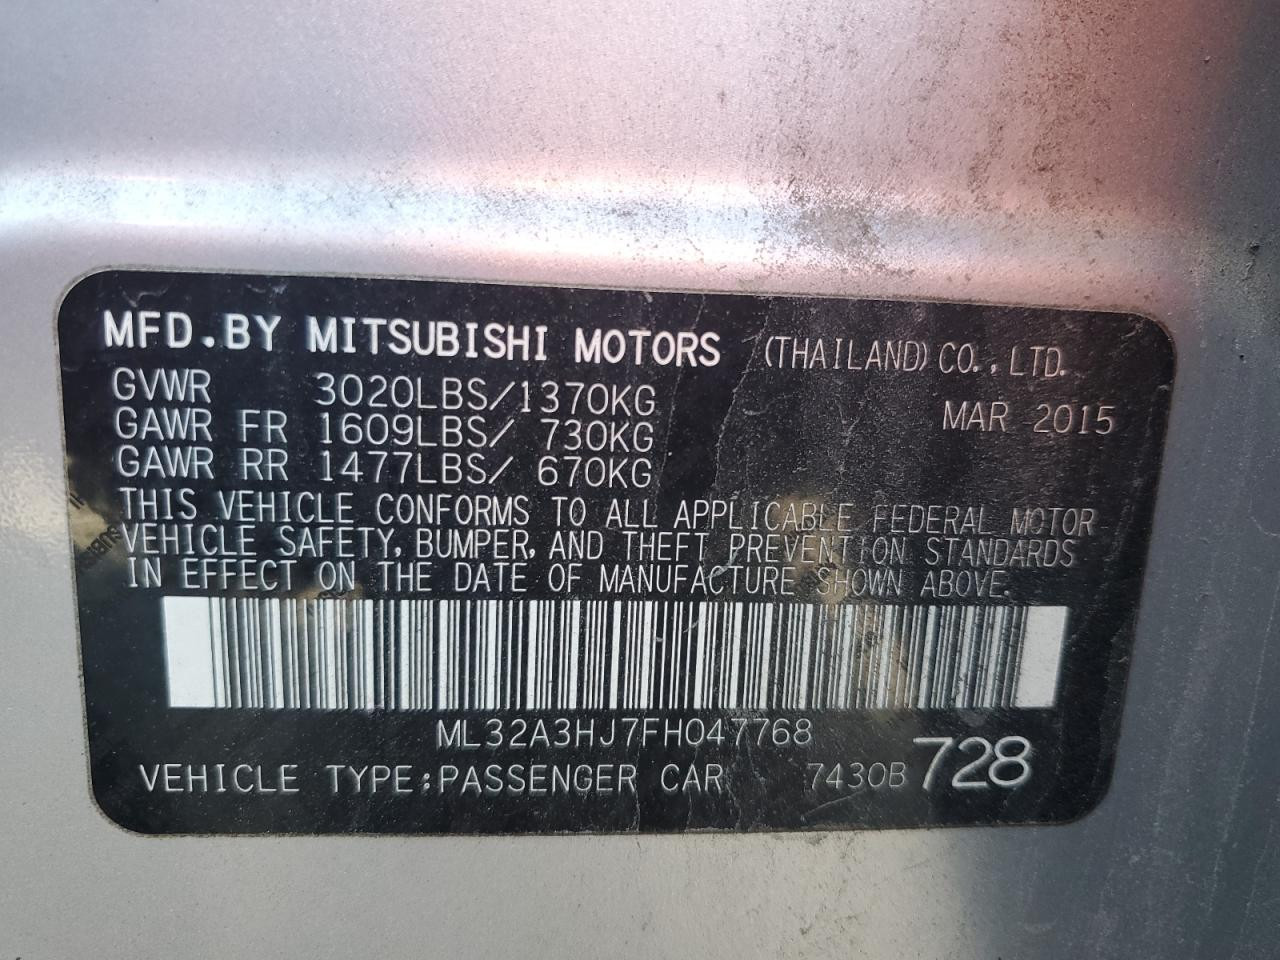 MFD.BY MITSUBISHI MOTORS (THAILAND) CO.,LTD.
GVWR 3020LBS/1370KG MAR 2015
GAWR FR 1609LBS/ 730KG
GAWR RR 1477LBS/ 670KG
THIS VEHICLE CONFORMS TO ALL APPLICABLE FEDERAL MOTOR
VEHICLE SAFETY, BUMPER, AND THEFT PREVENTION STANDARDS
IN EFFECT ON THE DATE OF MANUFACTURE SHOWN ABOVE.
ML32A3HJ7FH047768
VEHICLE TYPE:PASSENGER CAR 7430B 728